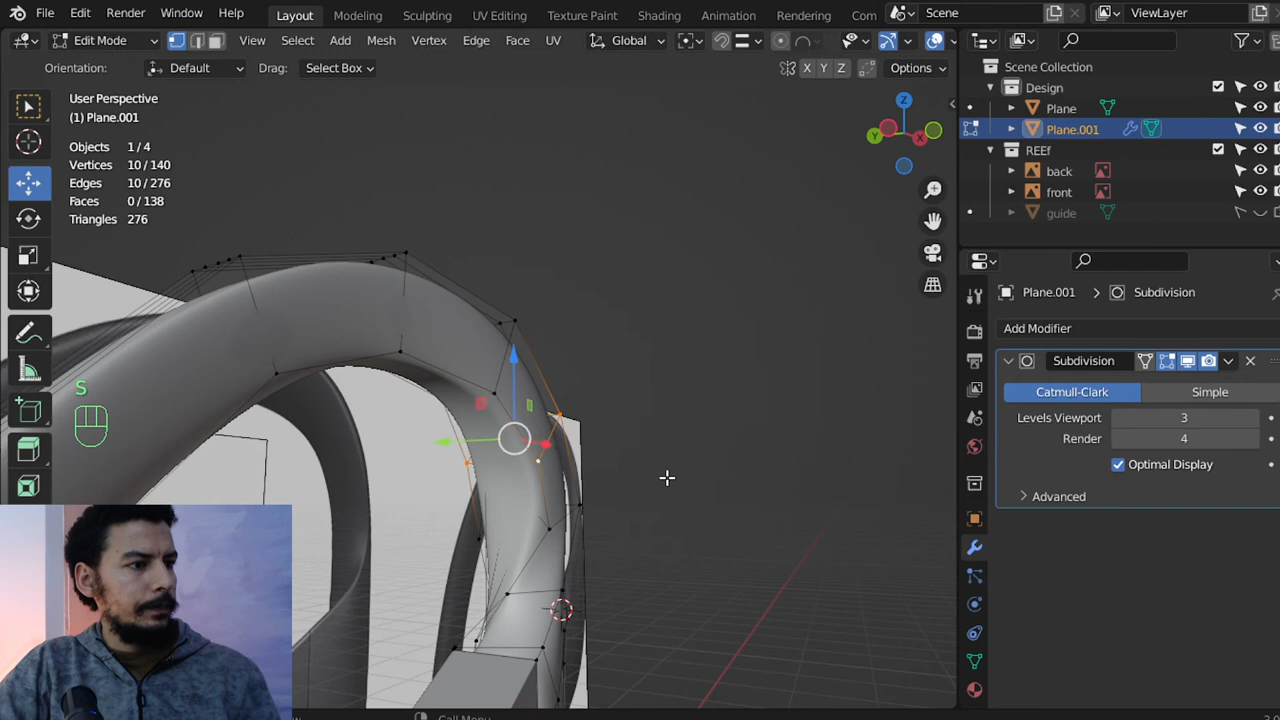 File Edit Render Window Help Layout Modeling Sculpting UV Editing Texture Paint Shading Animation Rendering Com Scene ViewLayer
Edit Mode View Select Add Mesh Vertex Edge Face UV Global
Orientation: Default Drag: Select Box X Y Z Options
User Perspective
(1) Plane.001
Objects 1/4
Vertices 10/140
Edges 10/276
Faces 0/138
Triangles 276
Z
Y
X
S
Scene Collection
Design
Plane
Plane.001
REEf
back
front
guide
Plane.001 > Subdivision
Add Modifier
Subdivision
Catmull-Clark Simple
Levels Viewport 3
Render 4
Optimal Display
Advanced
Call Menu